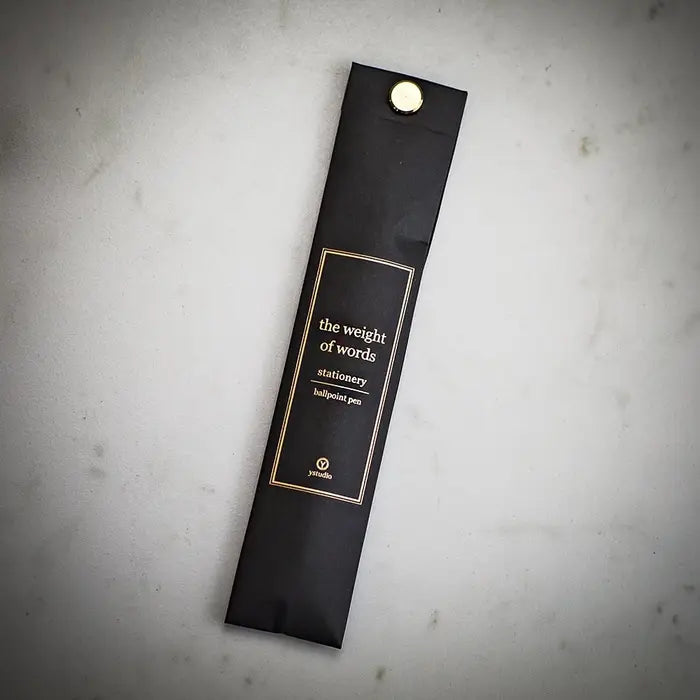 the weight
of words
stationery
ballpoint pen
ystudio